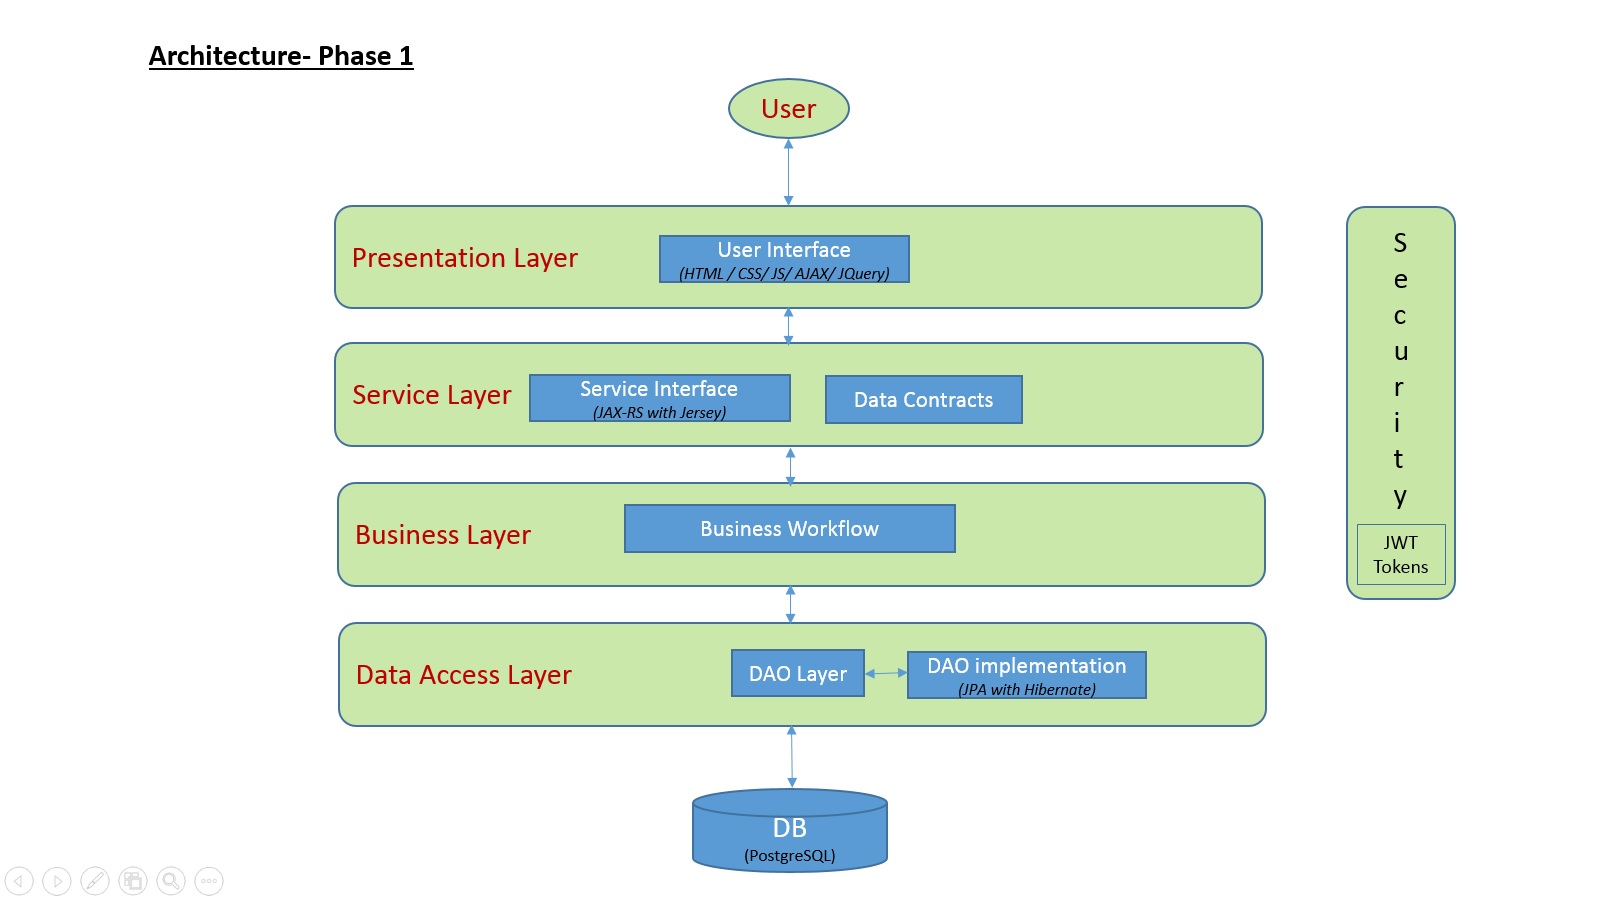 Architecture- Phase 1
User
Presentation Layer
User Interface
(HTML / CSS/ JS/ AJAX/ JQuery)
Service Layer
Service Interface
(JAX-RS with Jersey)
Data Contracts
Business Layer
Business Workflow
Data Access Layer
DAO Layer
DAO implementation
(JPA with Hibernate)
DB
(PostgreSQL)
S
e
c
u
r
i
t
y
JWT
Tokens